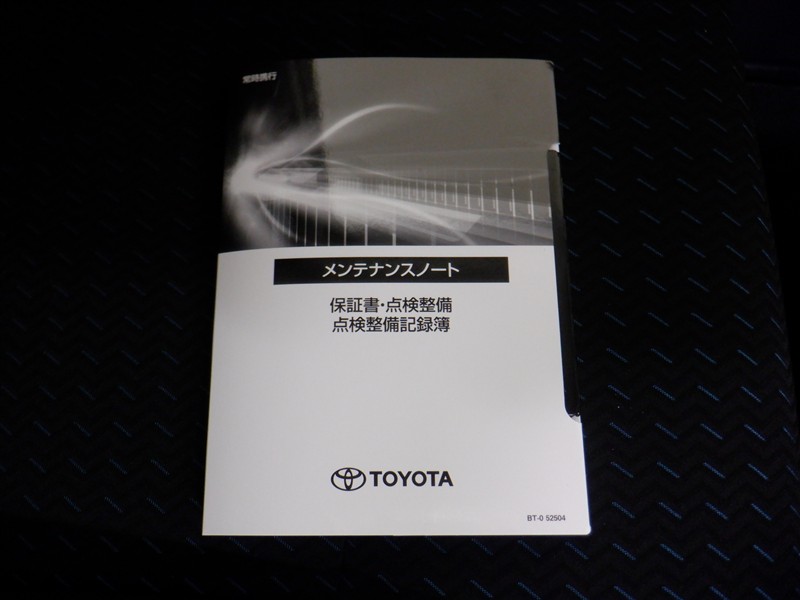 常時携行
メンテナンスノート
保証書・点検整備
点検整備記録簿
TOYOTA
BT-0 52504